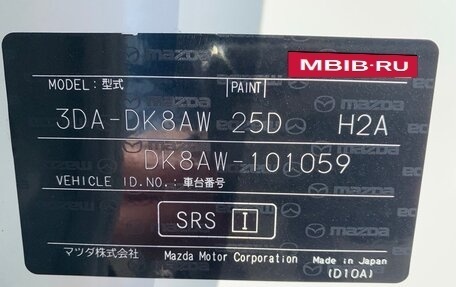 MBIB·RU
MODEL:型式 PAINT
3DA-DK8AW 25D H2A
DK8AW-101059
VEHICLE ID.NO.:車台番号
SRS I
マツダ株式会社 Mazda Motor Corporation Made in Japan
(D10A)